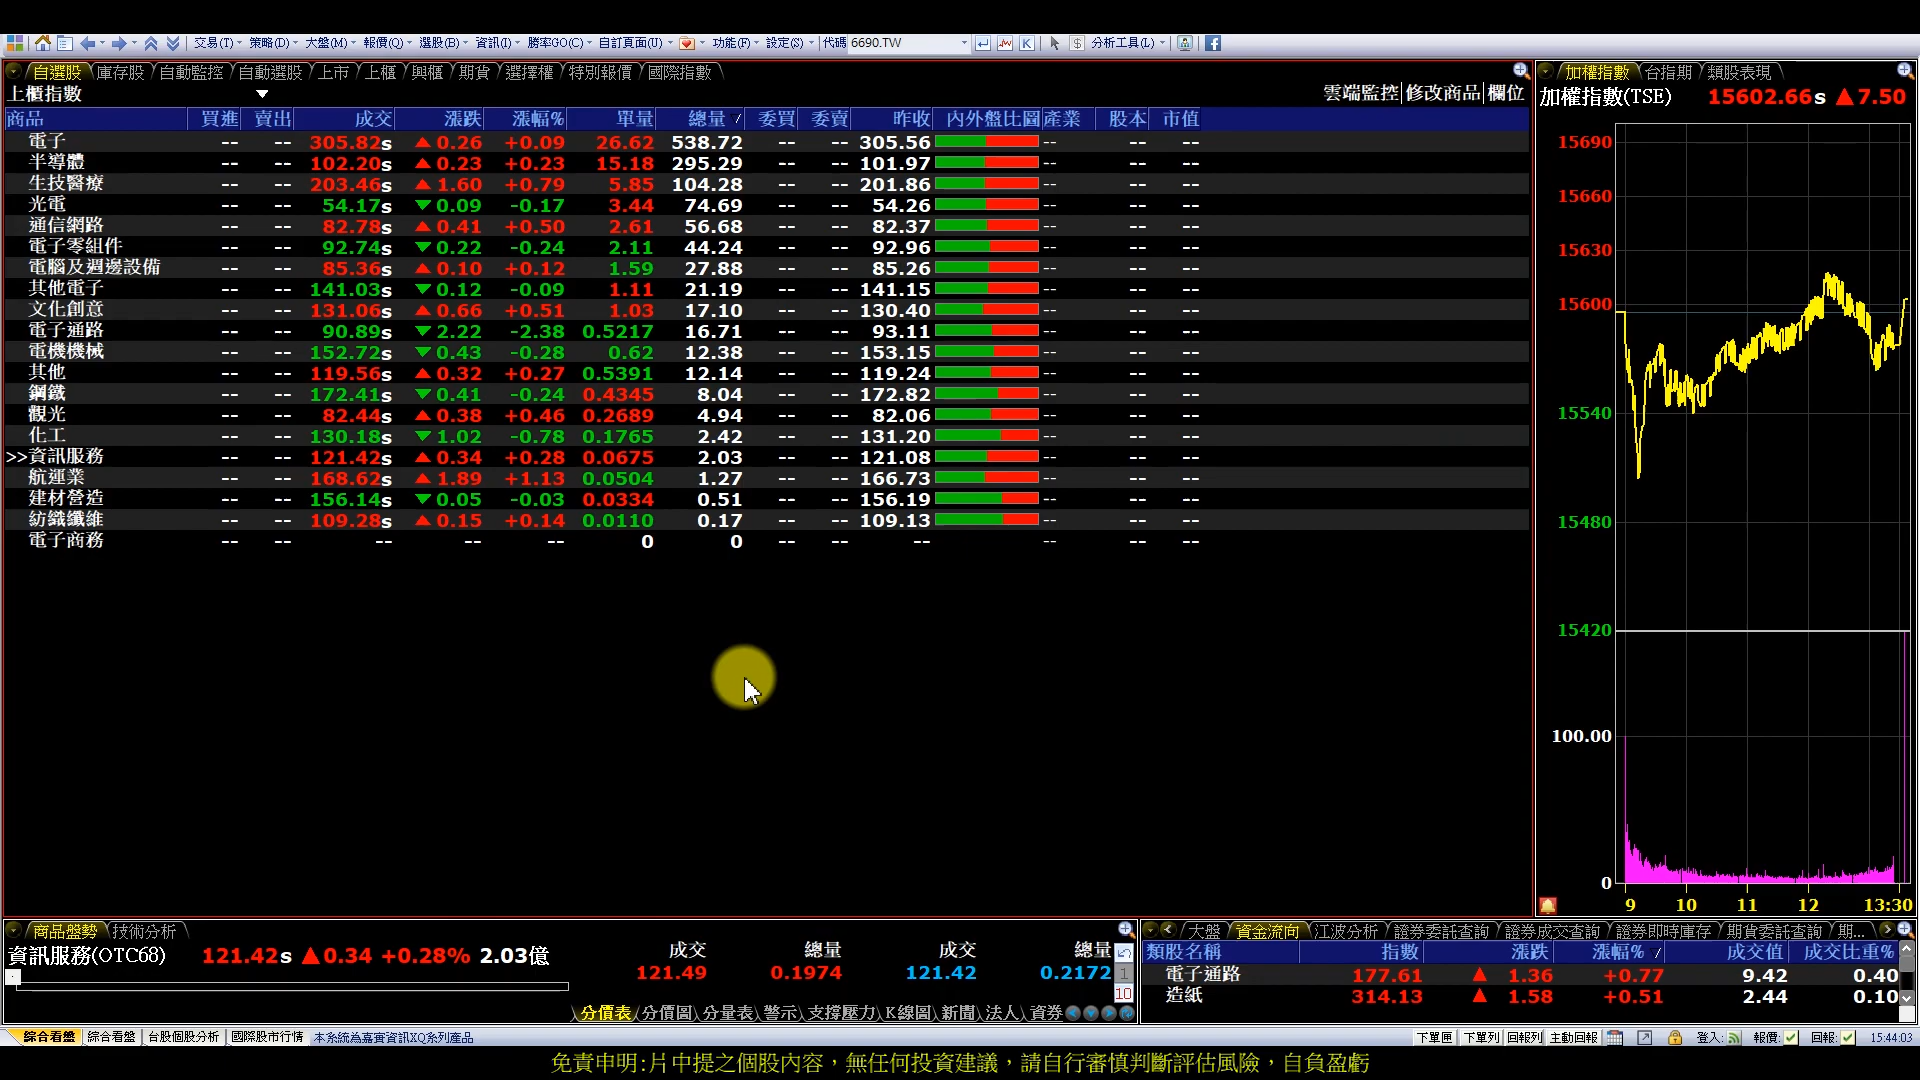 交易(T) 策略(D) 大盤(M) 報價(Q) 選股(B) 資訊(I) 勝率GO(C) 自訂頁面(U) 功能(F) 設定(S) 代碼 6690.TW K $ 分析工具(L)
自選股 庫存股 自動監控 自動選股 上市 上櫃 興櫃 期貨 選擇權 特別報價 國際指數
上櫃指數 雲端監控 修改商品 欄位
商品 買進 賣出 成交 漲跌 漲幅% 單量 總量 委買 委賣 昨收 內外盤比圖 產業 股本 市值
電子 -- -- 305.82s ▲0.26 +0.09 26.62 538.72 -- -- 305.56 -- -- --
半導體 -- -- 102.20s ▲0.23 +0.23 15.18 295.29 -- -- 101.97 -- -- --
生技醫療 -- -- 203.46s ▲1.60 +0.79 5.85 104.28 -- -- 201.86 -- -- --
光電 -- -- 54.17s ▼0.09 -0.17 3.44 74.69 -- -- 54.26 -- -- --
通信網路 -- -- 82.78s ▲0.41 +0.50 2.61 56.68 -- -- 82.37 -- -- --
電子零組件 -- -- 92.74s ▼0.22 -0.24 2.11 44.24 -- -- 92.96 -- -- --
電腦及週邊設備 -- -- 85.36s ▲0.10 +0.12 1.59 27.88 -- -- 85.26 -- -- --
其他電子 -- -- 141.03s ▼0.12 -0.09 1.11 21.19 -- -- 141.15 -- -- --
文化創意 -- -- 131.06s ▲0.66 +0.51 1.03 17.10 -- -- 130.40 -- -- --
電子通路 -- -- 90.89s ▼2.22 -2.38 0.5217 16.71 -- -- 93.11 -- -- --
電機機械 -- -- 152.72s ▼0.43 -0.28 0.62 12.38 -- -- 153.15 -- -- --
其他 -- -- 119.56s ▲0.32 +0.27 0.5391 12.14 -- -- 119.24 -- -- --
鋼鐵 -- -- 172.41s ▼0.41 -0.24 0.4345 8.04 -- -- 172.82 -- -- --
觀光 -- -- 82.44s ▲0.38 +0.46 0.2689 4.94 -- -- 82.06 -- -- --
化工 -- -- 130.18s ▼1.02 -0.78 0.1765 2.42 -- -- 131.20 -- -- --
>>資訊服務 -- -- 121.42s ▲0.34 +0.28 0.0675 2.03 -- -- 121.08 -- -- --
航運業 -- -- 168.62s ▲1.89 +1.13 0.0504 1.27 -- -- 166.73 -- -- --
建材營造 -- -- 156.14s ▼0.05 -0.03 0.0334 0.51 -- -- 156.19 -- -- --
紡織纖維 -- -- 109.28s ▲0.15 +0.14 0.0110 0.17 -- -- 109.13 -- -- --
電子商務 -- -- -- -- -- 0 0 -- -- -- -- -- --
加權指數 台指期 類股表現
加權指數(TSE) 15602.66s ▲7.50
15690
15660
15630
15600
15540
15480
15420
100.00
0
9 10 11 12 13:30
商品盤勢 技術分析
資訊服務(OTC68) 121.42s ▲0.34 +0.28% 2.03億
成交 總量 成交 總量
121.49 0.1974 121.42 0.2172 1
10
分價表 分價圖 分量表 警示 支撐壓力 K線圖 新聞 法人 資券
大盤 資金流向 江波分析 證券委託查詢 證券成交查詢 證券即時庫存 期貨委託查詢 期...
類股名稱 指數 漲跌 漲幅% 成交值 成交比重%
電子通路 177.61 ▲ 1.36 +0.77 9.42 0.40
造紙 314.13 ▲ 1.58 +0.51 2.44 0.10
綜合看盤 綜合看盤 台股個股分析 國際股市行情 本系統為嘉實資訊XQ系列產品 下單匣 下單列 回報列 主動回報 登入: 報價: 回報: 15:44:03
免責申明:片中提之個股內容，無任何投資建議，請自行審慎判斷評估風險，自負盈虧